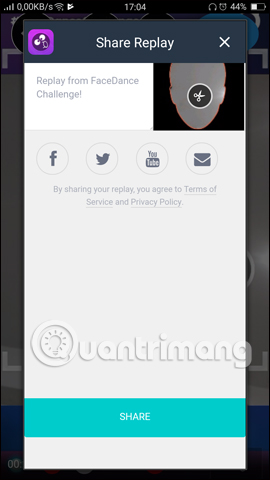 0,00KB/s
17:04
44%
Share Replay
Replay from FaceDance
Challenge!
f
You
Tube
By sharing your replay, you agree to Terms of
Service and Privacy Policy.
Quantrimang
SHARE
00: